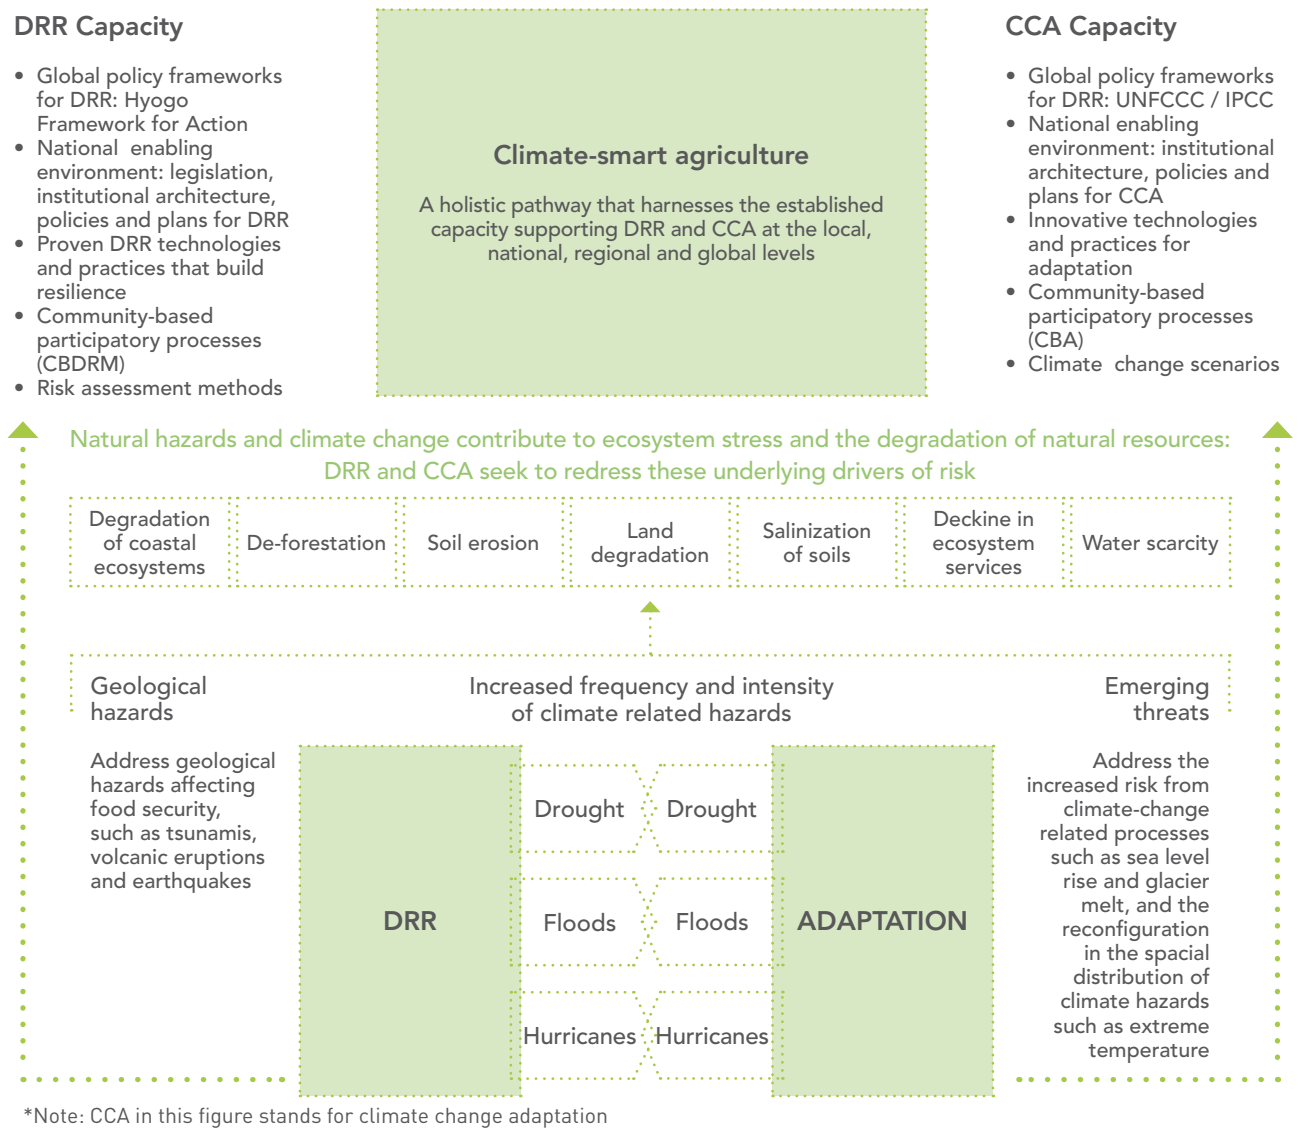 DRR Capacity
• Global policy frameworks
for DRR: Hyogo
Framework for Action
• National enabling
environment: legislation,
institutional architecture,
policies and plans for DRR
• Proven DRR technologies
and practices that build
resilience
• Community-based
participatory processes
(CBDRM)
• Risk assessment methods
Climate-smart agriculture
A holistic pathway that harnesses the established
capacity supporting DRR and CCA at the local,
national, regional and global levels
CCA Capacity
• Global policy frameworks
for DRR: UNFCCC / IPCC
• National enabling
environment: institutional
architecture, policies and
plans for CCA
• Innovative technologies
and practices for
adaptation
• Community-based
participatory processes
(CBA)
• Climate change scenarios
Natural hazards and climate change contribute to ecosystem stress and the degradation of natural resources:
DRR and CCA seek to redress these underlying drivers of risk
Degradation
of coastal
ecosystems
De-forestation
Soil erosion
Land
degradation
Salinization
of soils
Deckine in
ecosystem
services
Water scarcity
Geological
hazards
Address geological
hazards affecting
food security,
such as tsunamis,
volcanic eruptions
and earthquakes
Increased frequency and intensity
of climate related hazards
DRR
Drought
Drought
Floods
Floods
Hurricanes
Hurricanes
ADAPTATION
Emerging
threats
Address the
increased risk from
climate-change
related processes
such as sea level
rise and glacier
melt, and the
reconfiguration
in the spacial
distribution of
climate hazards
such as extreme
temperature
*Note: CCA in this figure stands for climate change adaptation